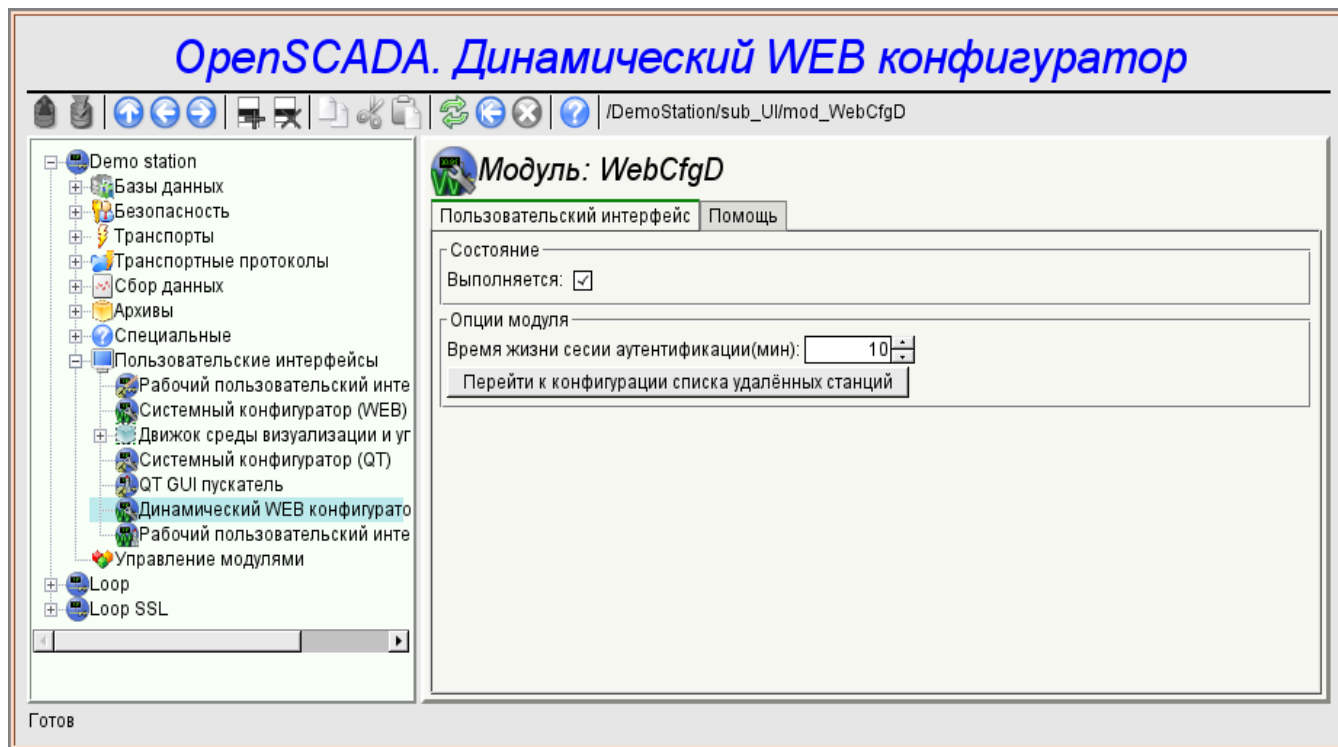 OpenSCADA. Динамический WEB конфигуратор
/DemoStation/sub_UI/mod_WebCfgD
Demo station
Базы данных
Безопасность
Транспорты
Транспортные протоколы
Сбор данных
Архивы
Специальные
Пользовательские интерфейсы
Рабочий пользовательский инте
Системный конфигуратор (WEB)
Движок среды визуализации и уг
Системный конфигуратор (QT)
QT GUI пускатель
Динамический WEB конфигурато
Рабочий пользовательский инте
Управление модулями
Loop
Loop SSL
Модуль: WebCfgD
Пользовательский интерфейс Помощь
Состояние
Выполняется:
Опции модуля
Время жизни сесии аутентификации(мин): 10
Перейти к конфигурации списка удалённых станций
Готов